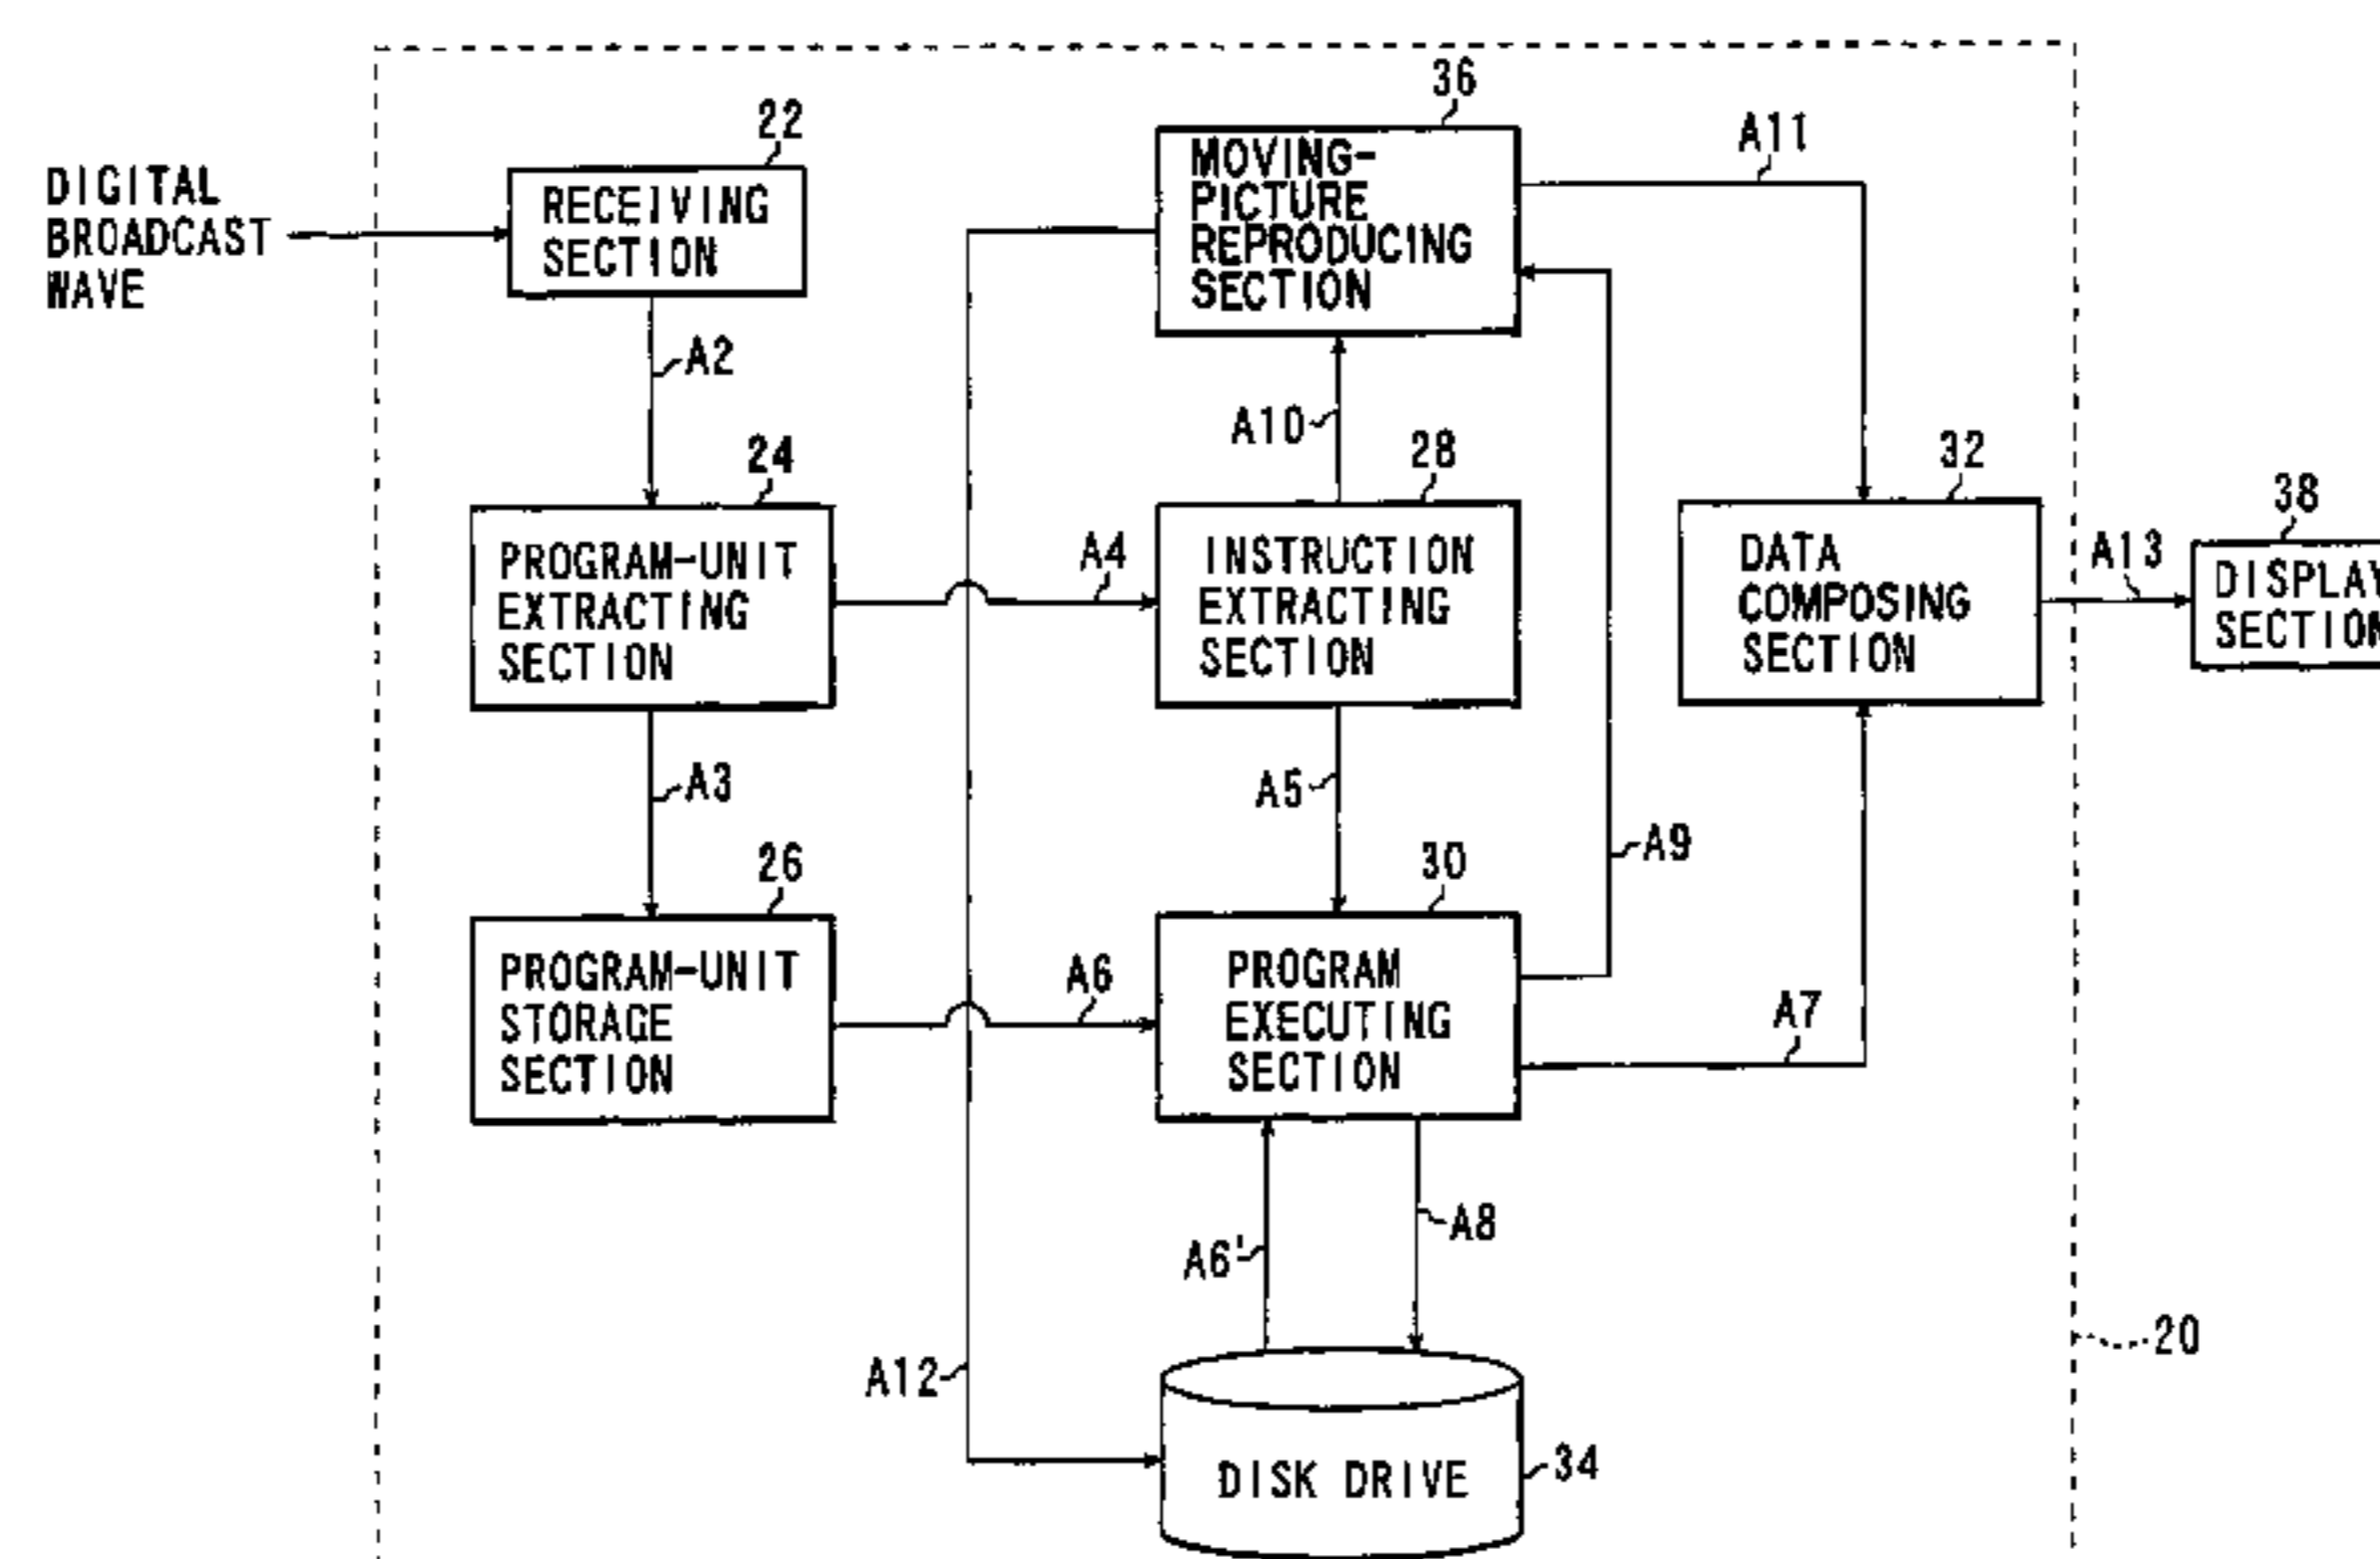 36
22
A11
DIGITAL
BROADCAST
WAVE
RECEIVING
SECTION
MOVING-
PICTURE
REPRODUCING
SECTION
A2
A10
24
28
32
38
PROGRAM-UNIT
EXTRACTING
SECTION
A4
INSTRUCTION
EXTRACTING
SECTION
DATA
COMPOSING
SECTION
A13
DISPLAY
SECTION
A3
A5
A9
26
30
PROGRAM-UNIT
STORAGE
SECTION
A6
PROGRAM
EXECUTING
SECTION
A7
A6'
A8
20
A12
DISK DRIVE
34